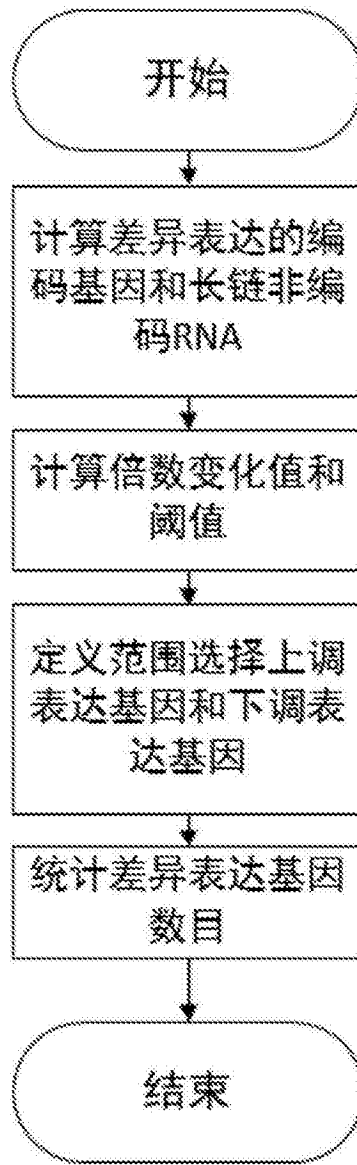 开始
计算差异表达的编
码基因和长链非编
码RNA
计算倍数变化值和
阈值
定义范围选择上调
表达基因和下调表
达基因
统计差异表达基因
数目
结束